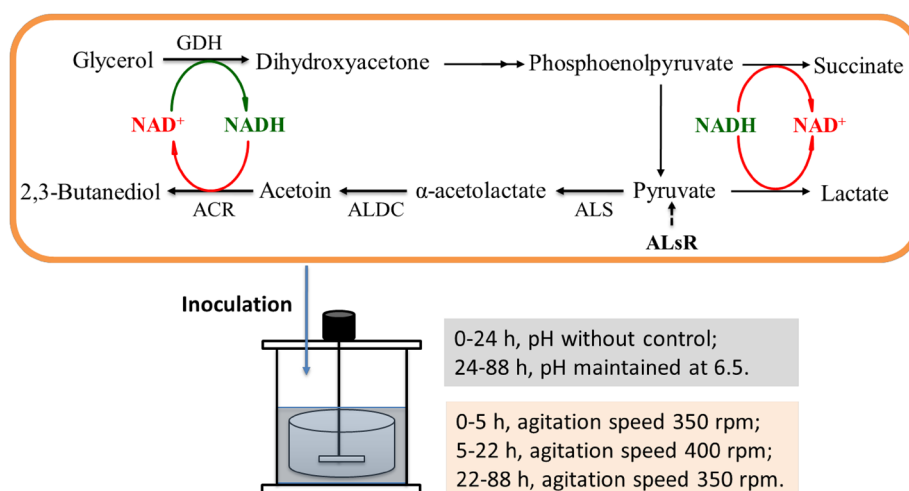 GDH
Glycerol Dihydroxyacetone Phosphoenolpyruvate Succinate
NAD⁺ NADH NADH NAD⁺
2,3-Butanediol Acetoin α-acetolactate Pyruvate Lactate
ACR ALDC ALS
ALsR
Inoculation
0-24 h, pH without control;
24-88 h, pH maintained at 6.5.
0-5 h, agitation speed 350 rpm;
5-22 h, agitation speed 400 rpm;
22-88 h, agitation speed 350 rpm.